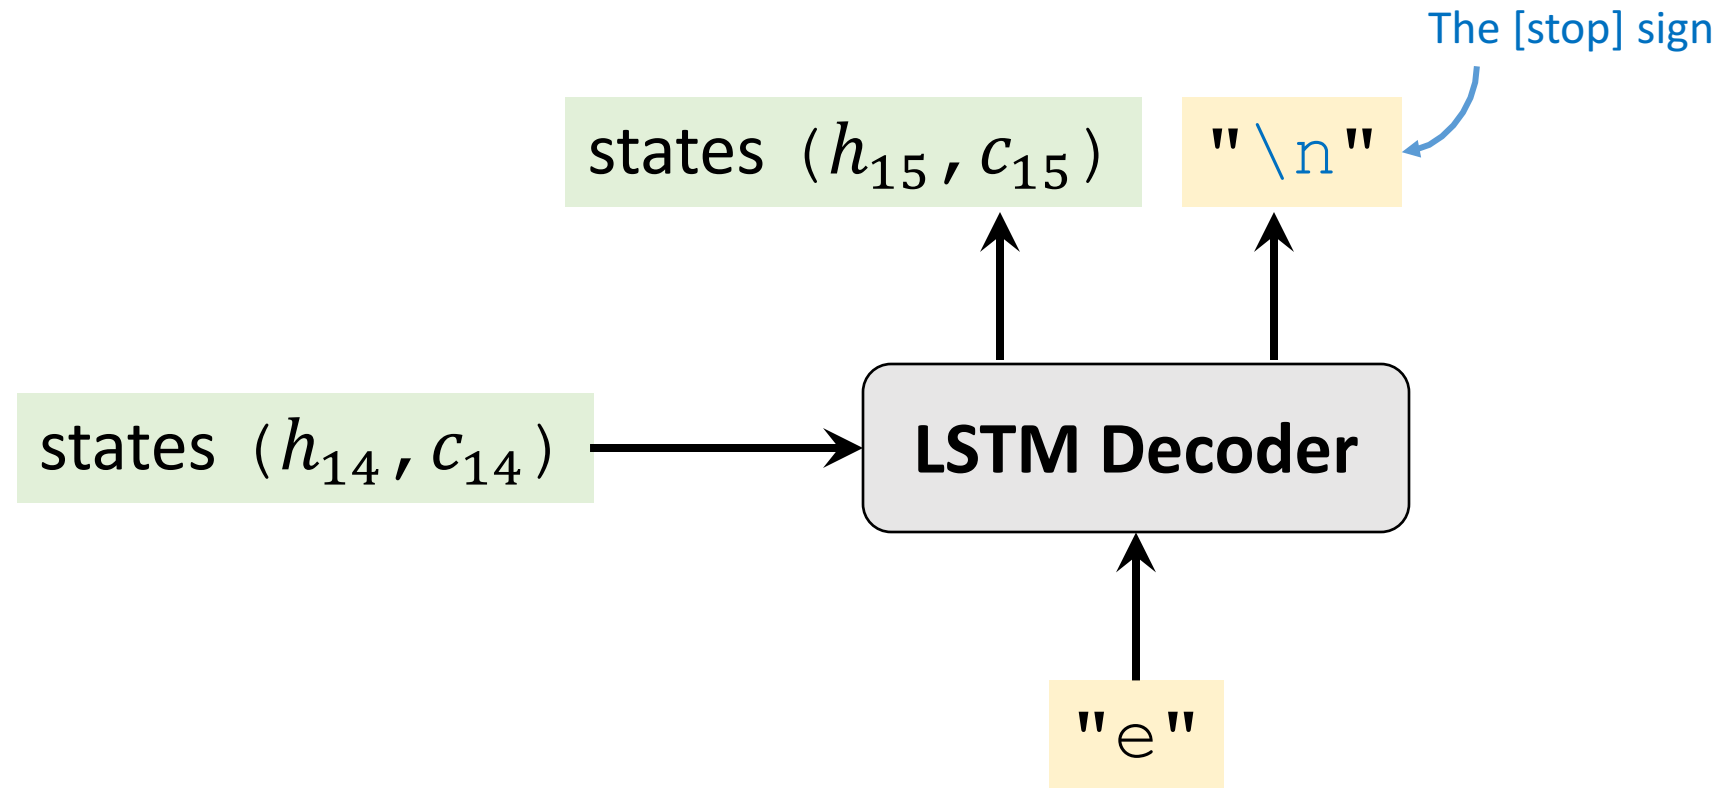 The [stop] sign
states (h₁₅, c₁₅)
"\n"
states (h₁₄, c₁₄)
LSTM Decoder
"e"